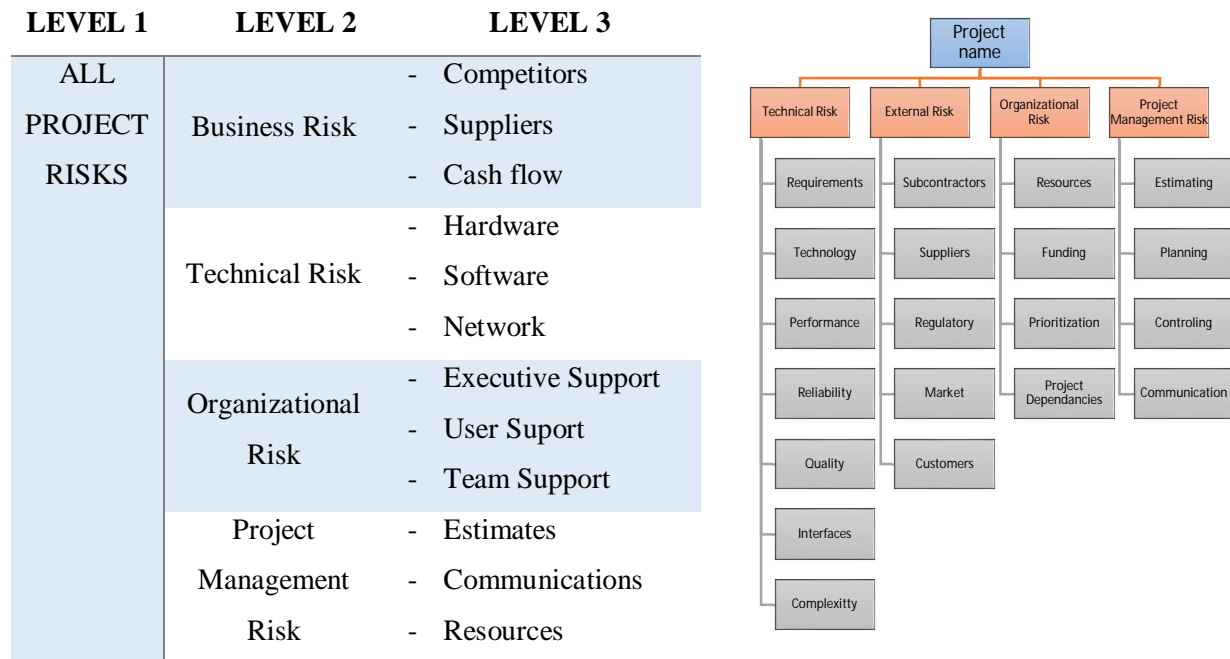 LEVEL 1 LEVEL 2 LEVEL 3
ALL
PROJECT
RISKS
Business Risk
- Competitors
- Suppliers
- Cash flow
Technical Risk
- Hardware
- Software
- Network
Organizational
Risk
- Executive Support
- User Suport
- Team Support
Project
Management
Risk
- Estimates
- Communications
- Resources
Project
name
Technical Risk
Requirements
Technology
Performance
Reliability
Quality
Interfaces
Complexitty
External Risk
Subcontractors
Suppliers
Regulatory
Market
Customers
Organizational
Risk
Resources
Funding
Prioritization
Project
Dependancies
Project
Management Risk
Estimating
Planning
Controling
Communication